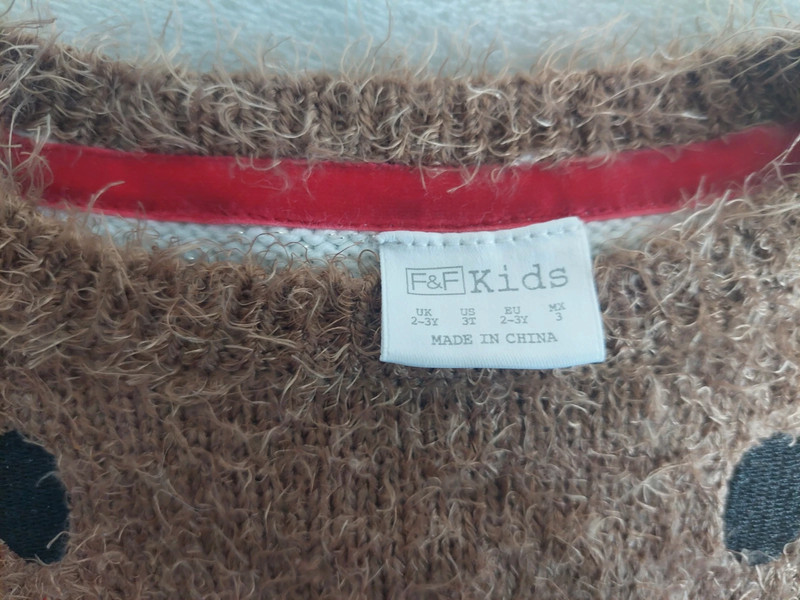 F&F Kids
UK US EU MX
2-3Y 3T 2-3Y 3
MADE IN CHINA